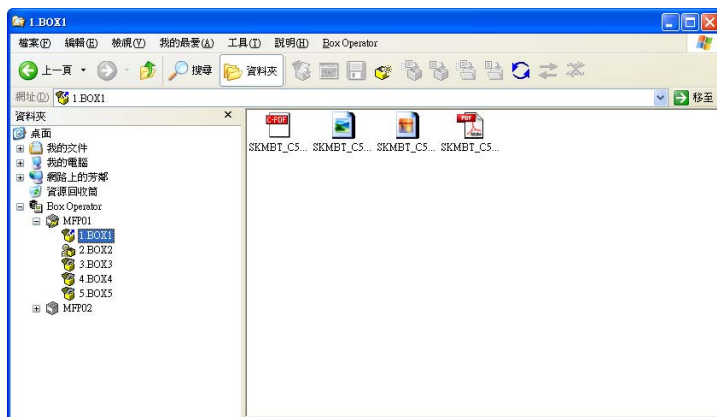 1.BOX1
檔案(F) 編輯(E) 檢視(V) 我的最愛(A) 工具(T) 說明(H) Box Operator
上一頁 搜尋 資料夾
網址(D) 1.BOX1 移至
資料夾
桌面
我的文件
我的電腦
網路上的芳鄰
資源回收筒
Box Operator
MFP01
1.BOX1
2.BOX2
3.BOX3
4.BOX4
5.BOX5
MFP02
C-PDF PDF
SKMBT_C5... SKMBT_C5... SKMBT_C5... SKMBT_C5...